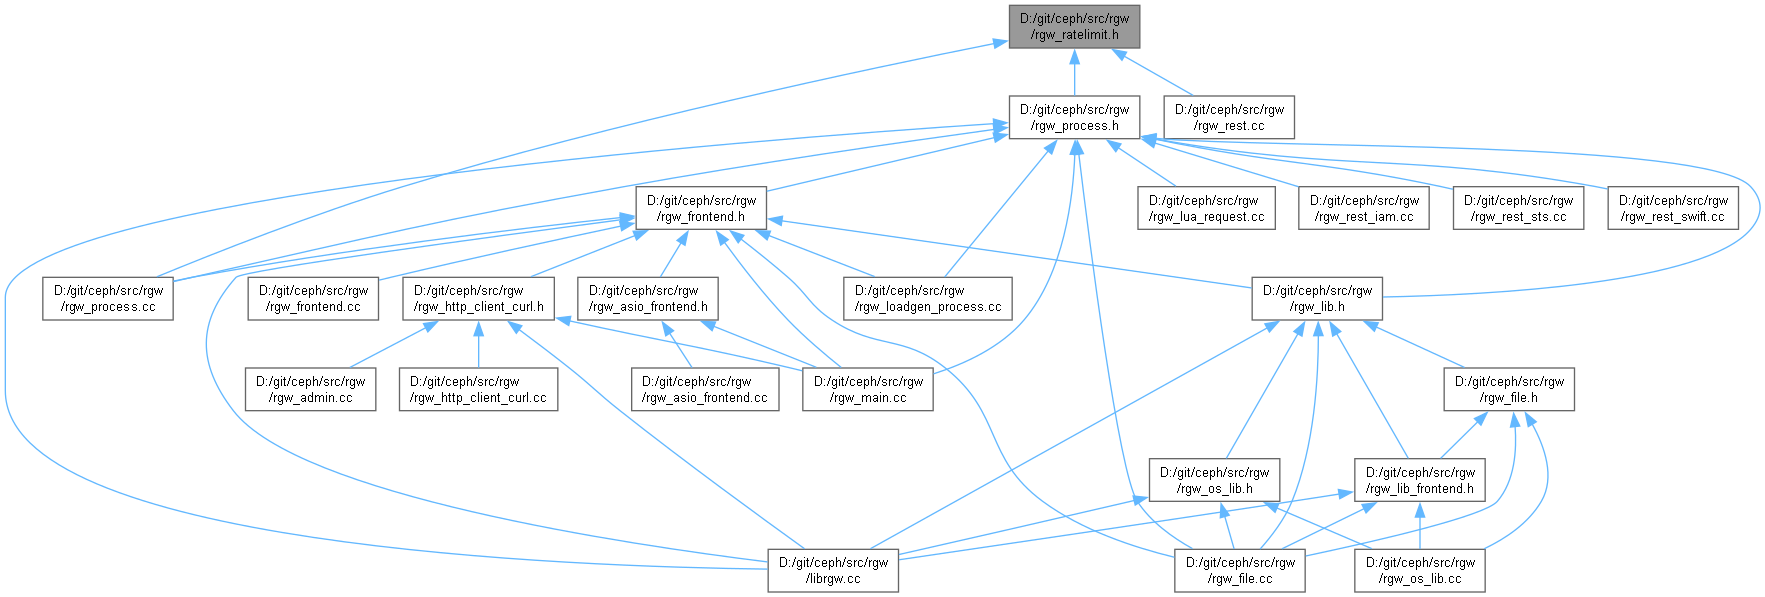 D:/git/ceph/src/rgw
/rgw_ratelimit.h
D:/git/ceph/src/rgw
/rgw_process.h
D:/git/ceph/src/rgw
/rgw_rest.cc
D:/git/ceph/src/rgw
/rgw_frontend.h
D:/git/ceph/src/rgw
/rgw_lua_request.cc
D:/git/ceph/src/rgw
/rgw_rest_iam.cc
D:/git/ceph/src/rgw
/rgw_rest_sts.cc
D:/git/ceph/src/rgw
/rgw_rest_swift.cc
D:/git/ceph/src/rgw
/rgw_process.cc
D:/git/ceph/src/rgw
/rgw_frontend.cc
D:/git/ceph/src/rgw
/rgw_http_client_curl.h
D:/git/ceph/src/rgw
/rgw_asio_frontend.h
D:/git/ceph/src/rgw
/rgw_loadgen_process.cc
D:/git/ceph/src/rgw
/rgw_lib.h
D:/git/ceph/src/rgw
/rgw_admin.cc
D:/git/ceph/src/rgw
/rgw_http_client_curl.cc
D:/git/ceph/src/rgw
/rgw_asio_frontend.cc
D:/git/ceph/src/rgw
/rgw_main.cc
D:/git/ceph/src/rgw
/rgw_file.h
D:/git/ceph/src/rgw
/rgw_os_lib.h
D:/git/ceph/src/rgw
/rgw_lib_frontend.h
D:/git/ceph/src/rgw
/librgw.cc
D:/git/ceph/src/rgw
/rgw_file.cc
D:/git/ceph/src/rgw
/rgw_os_lib.cc